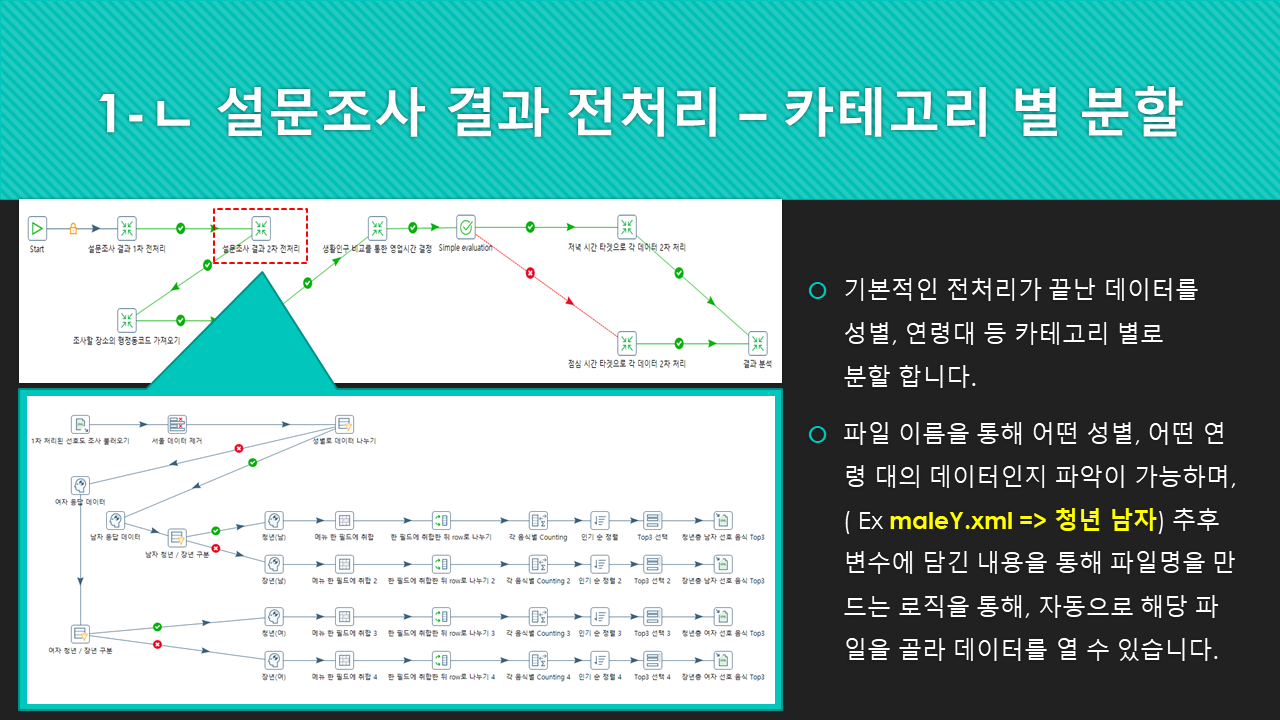 1-ㄴ 설문조사 결과 전처리 – 카테고리 별 분할
Start
설문조사 결과 1차 전처리
설문조사 결과 2차 전처리
생활인구 비교를 통한 영업시간 결정
Simple evaluation
저녁 시간 타겟으로 각 데이터 2차 처리
조사할 장소의 행정동코드 가져오기
점심 시간 타겟으로 각 데이터 2차 처리
결과 분석
1차 처리된 선호도 조사 불러오기
서울 데이터 제거
성별로 데이터 나누기
여자 응답 데이터
남자 응답 데이터
남자 청년 / 장년 구분
청년(남)
메뉴 한 필드에 취합
한 필드에 취합한 뒤 row로 나누기
각 음식별 Counting
인기 순 정렬
Top3 선택
청년층 남자 선호 음식 Top3
장년(남)
메뉴 한 필드에 취합 2
한 필드에 취합한 뒤 row로 나누기 2
각 음식별 Counting 2
인기 순 정렬 2
Top3 선택 2
장년층 남자 선호 음식 Top3
여자 청년 / 장년 구분
청년(여)
메뉴 한 필드에 취합 3
한 필드에 취합한 뒤 row로 나누기 3
각 음식별 Counting 3
인기 순 정렬 3
Top3 선택 3
청년층 여자 선호 음식 Top3
장년(여)
메뉴 한 필드에 취합 4
한 필드에 취합한 뒤 row로 나누기 4
각 음식별 Counting 4
인기 순 정렬 4
Top3 선택 4
장년층 여자 선호 음식 Top3
기본적인 전처리가 끝난 데이터를
성별, 연령대 등 카테고리 별로
분할 합니다.
파일 이름을 통해 어떤 성별, 어떤 연
령 대의 데이터인지 파악이 가능하며,
( Ex maleY.xml => 청년 남자) 추후
변수에 담긴 내용을 통해 파일명을 만
드는 로직을 통해, 자동으로 해당 파
일을 골라 데이터를 열 수 있습니다.